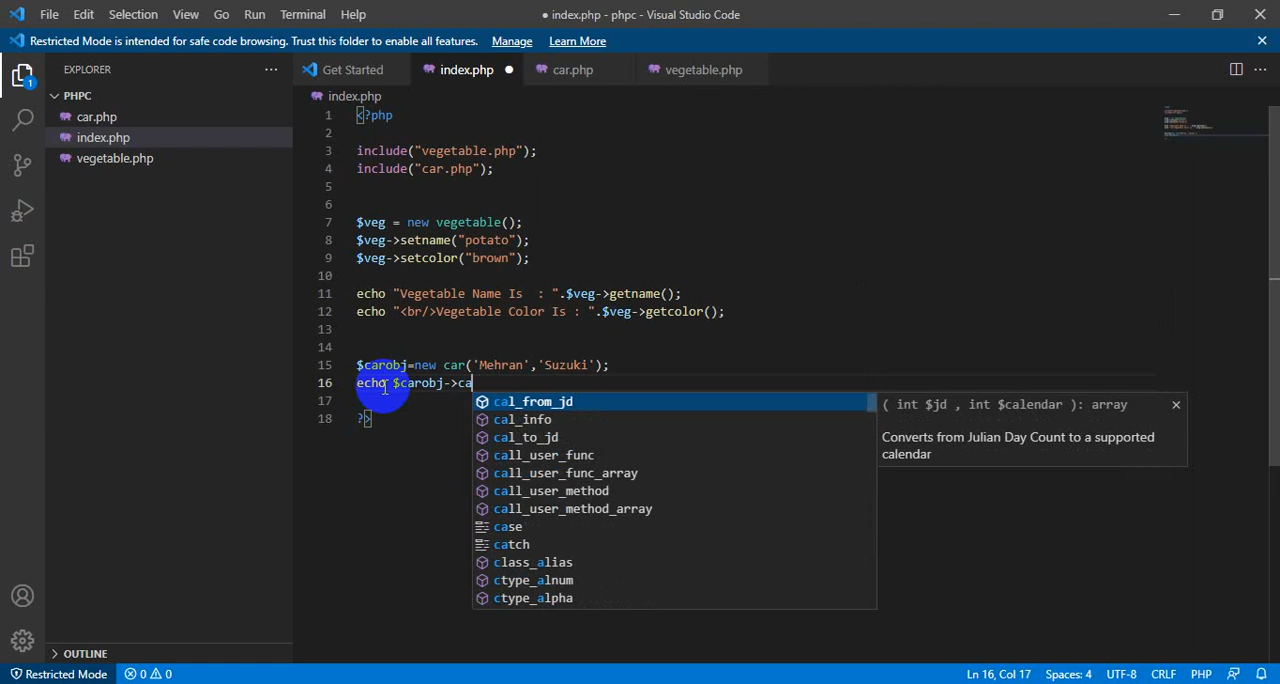 File Edit Selection View Go Run Terminal Help
● index.php - phpc - Visual Studio Code
Restricted Mode is intended for safe code browsing. Trust this folder to enable all features. Manage Learn More
EXPLORER
Get Started
index.php
car.php
vegetable.php
PHPC
car.php
index.php
vegetable.php
1
index.php
1 <?php
2
3 include("vegetable.php");
4 include("car.php");
5
6
7 $veg = new vegetable();
8 $veg->setname("potato");
9 $veg->setcolor("brown");
10
11 echo "Vegetable Name Is  : ".$veg->getname();
12 echo "<br/>Vegetable Color Is : ".$veg->getcolor();
13
14
15 $carobj=new car('Mehran','Suzuki');
16 echo $carobj->ca
17
18 ?>
cal_from_jd
cal_info
cal_to_jd
call_user_func
call_user_func_array
call_user_method
call_user_method_array
case
catch
class_alias
ctype_alnum
ctype_alpha
( int $jd , int $calendar ): array
Converts from Julian Day Count to a supported
calendar
OUTLINE
Restricted Mode 0 0 Ln 16, Col 17 Spaces: 4 UTF-8 CRLF PHP